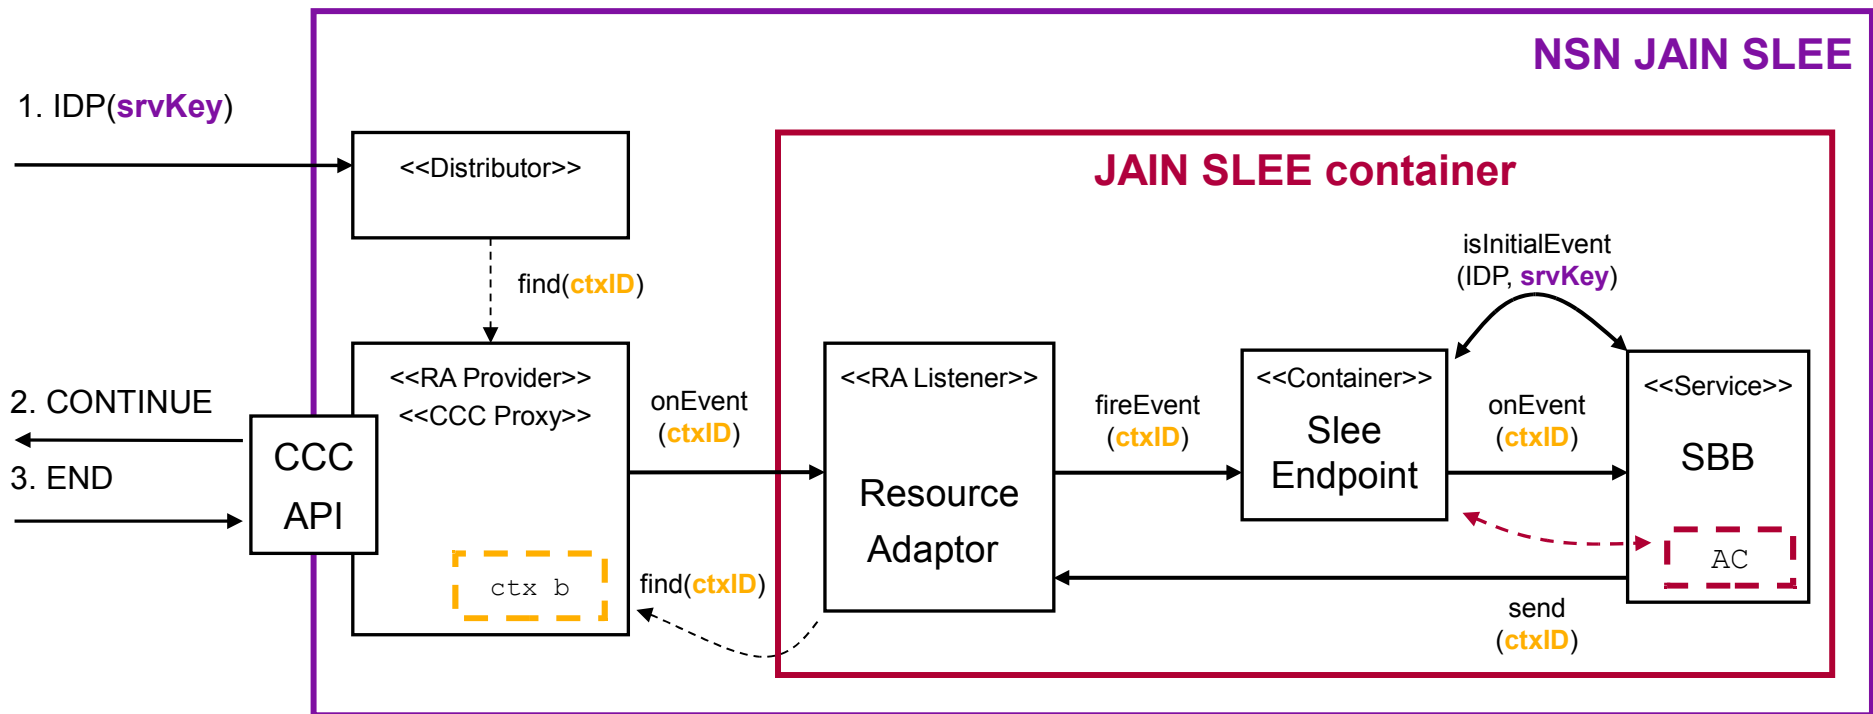 NSN JAIN SLEE
1. IDP(srvKey)
<<Distributor>>
JAIN SLEE container
find(ctxID)
isInitialEvent
(IDP, srvKey)
2. CONTINUE
3. END
CCC
API
<<RA Provider>>
<<CCC Proxy>>
ctx b
onEvent
(ctxID)
find(ctxID)
<<RA Listener>>
Resource
Adaptor
fireEvent
(ctxID)
<<Container>>
Slee
Endpoint
onEvent
(ctxID)
<<Service>>
SBB
AC
send
(ctxID)